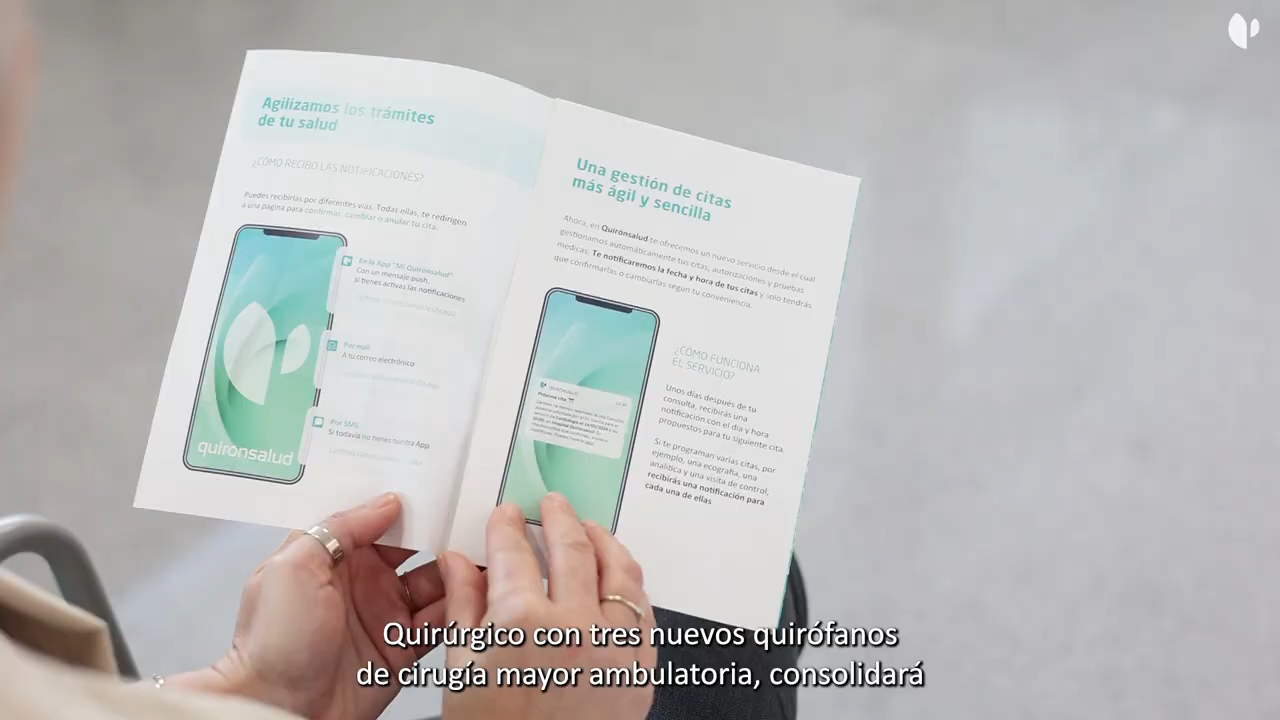 Agilizamos los trámites
de tu salud
¿CÓMO RECIBO LAS NOTIFICACIONES?
Puedes recibirlas por diferentes vías. Todas ellas, te redirigen
a una página para confirmar, cambiar o anular tu cita.
En la App "Mi Quirónsalud"
Con un mensaje push,
si tienes activas las notificaciones
Por mail
A tu correo electrónico
Por SMS
Si todavía no tienes nuestra App
quirónsalud
Una gestión de citas
más ágil y sencilla
Ahora, en Quirónsalud te ofrecemos un nuevo servicio desde el cual
gestionamos automáticamente tus citas, autorizaciones y pruebas
médicas. Te notificaremos la fecha y hora de tus citas y solo tendrás
que confirmarlas o cambiarlas según tu conveniencia.
QUIRONSALUD
Próxima cita
¿CÓMO FUNCIONA
EL SERVICIO?
Unos días después de tu
consulta, recibirás una
notificación con el día y hora
propuestos para tu siguiente cita.
Si te programan varias citas, por
ejemplo, una ecografía, una
analítica y una visita de control,
recibirás una notificación para
cada una de ellas
Quirúrgico con tres nuevos quirófanos
de cirugía mayor ambulatoria, consolidará